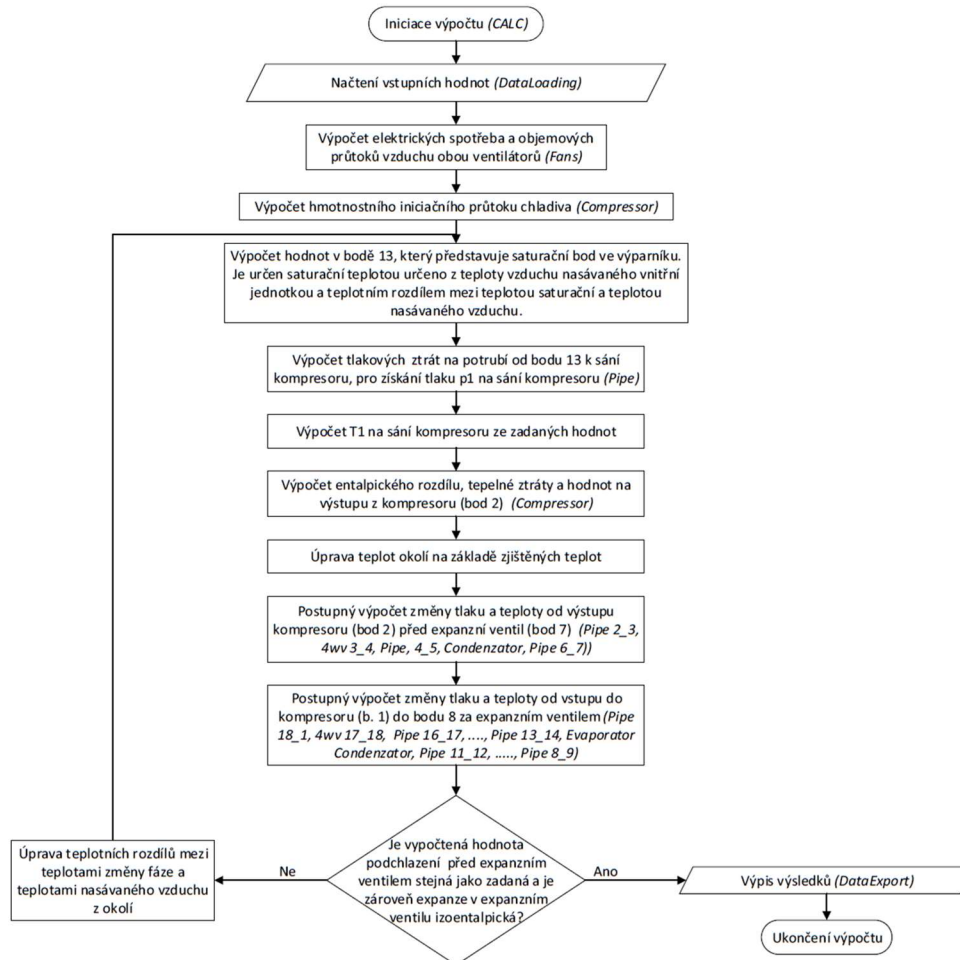 Iniciace výpočtu (CALC)
Načtení vstupních hodnot (DataLoading)
Výpočet elektrických spotřeba a objemových
průtoků vzduchu obou ventilátorů (Fans)
Výpočet hmotnostního iniciačního průtoku chladiva (Compressor)
Výpočet hodnot v bodě 13, který představuje saturační bod ve výparníku.
Je určen saturační teplotou určeno z teploty vzduchu nasávaného vnitřní
jednotkou a teplotním rozdílem mezi teplotou saturační a teplotou
nasávaného vzduchu.
Výpočet tlakových ztrát na potrubí od bodu 13 k sání
kompresoru, pro získání tlaku p1 na sání kompresoru (Pipe)
Výpočet T1 na sání kompresoru ze zadaných hodnot
Výpočet entalpického rozdílu, tepelné ztráty a hodnot na
výstupu z kompresoru (bod 2) (Compressor)
Úprava teplot okolí na základě zjištěných teplot
Postupný výpočet změny tlaku a teploty od výstupu
kompresoru (bod 2) před expanzní ventil (bod 7) (Pipe 2_3,
4wv 3_4, Pipe, 4_5, Condenzator, Pipe 6_7))
Postupný výpočet změny tlaku a teploty od vstupu do
kompresoru (b. 1) do bodu 8 za expanzním ventilem (Pipe
18_1, 4wv 17_18, Pipe 16_17, ...., Pipe 13_14, Evaporator
Condenzator, Pipe 11_12, ....., Pipe 8_9)
Je vypočtená hodnota
podchlazení před expanzním
ventilem stejná jako zadaná a je
zároveň expanze v expanzním
ventilu izoentalpická?
Ne
Úprava teplotních rozdílů mezi
teplotami změny fáze a
teplotami nasávaného vzduchu
z okolí
Ano
Výpis výsledků (DataExport)
Ukončení výpočtu